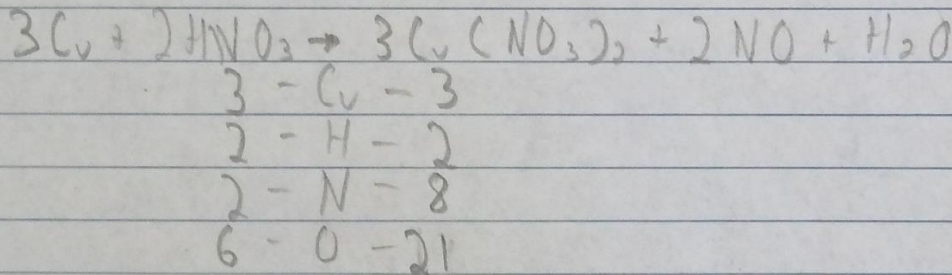 3Cu + 2HNO₃ → 3Cu(NO₃)₂ + 2NO + H₂O
3 - Cu - 3
2 - H - 2
2 - N - 8
6 - O - 21